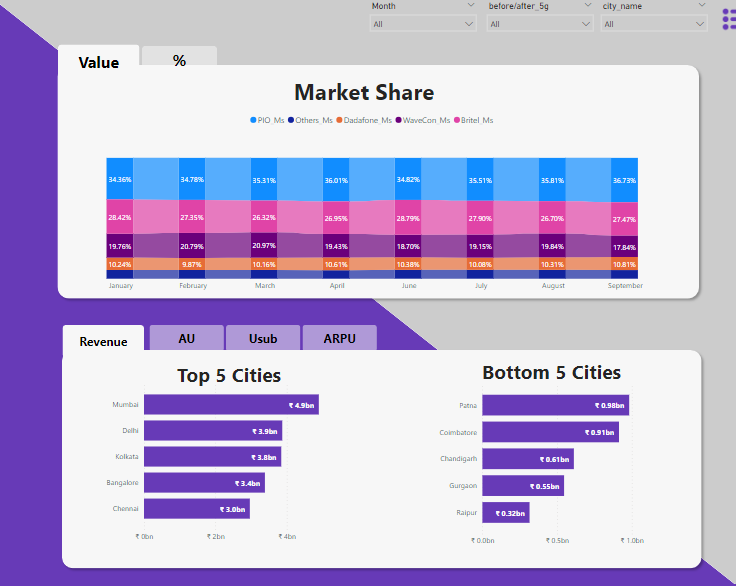 Month before/after_5g city_name
All All All
Value %
Market Share
PIO_Ms Others_Ms Dadafone_Ms WaveCon_Ms Britel_Ms
34.36% 34.78% 35.31% 36.01% 34.82% 35.51% 35.81% 36.73%
28.42% 27.35% 26.32% 26.95% 28.79% 27.90% 26.70% 27.47%
19.76% 20.79% 20.97% 19.43% 18.70% 19.15% 19.84% 17.84%
10.24% 9.87% 10.16% 10.61% 10.38% 10.08% 10.31% 10.81%
January February March April June July August September
Revenue AU Usub ARPU
Top 5 Cities
Mumbai ₹ 4.9bn
Delhi ₹ 3.9bn
Kolkata ₹ 3.8bn
Bangalore ₹ 3.4bn
Chennai ₹ 3.0bn
₹ 0bn ₹ 2bn ₹ 4bn
Bottom 5 Cities
Patna ₹ 0.98bn
Coimbatore ₹ 0.91bn
Chandigarh ₹ 0.61bn
Gurgaon ₹ 0.55bn
Raipur ₹ 0.32bn
₹ 0.0bn ₹ 0.5bn ₹ 1.0bn